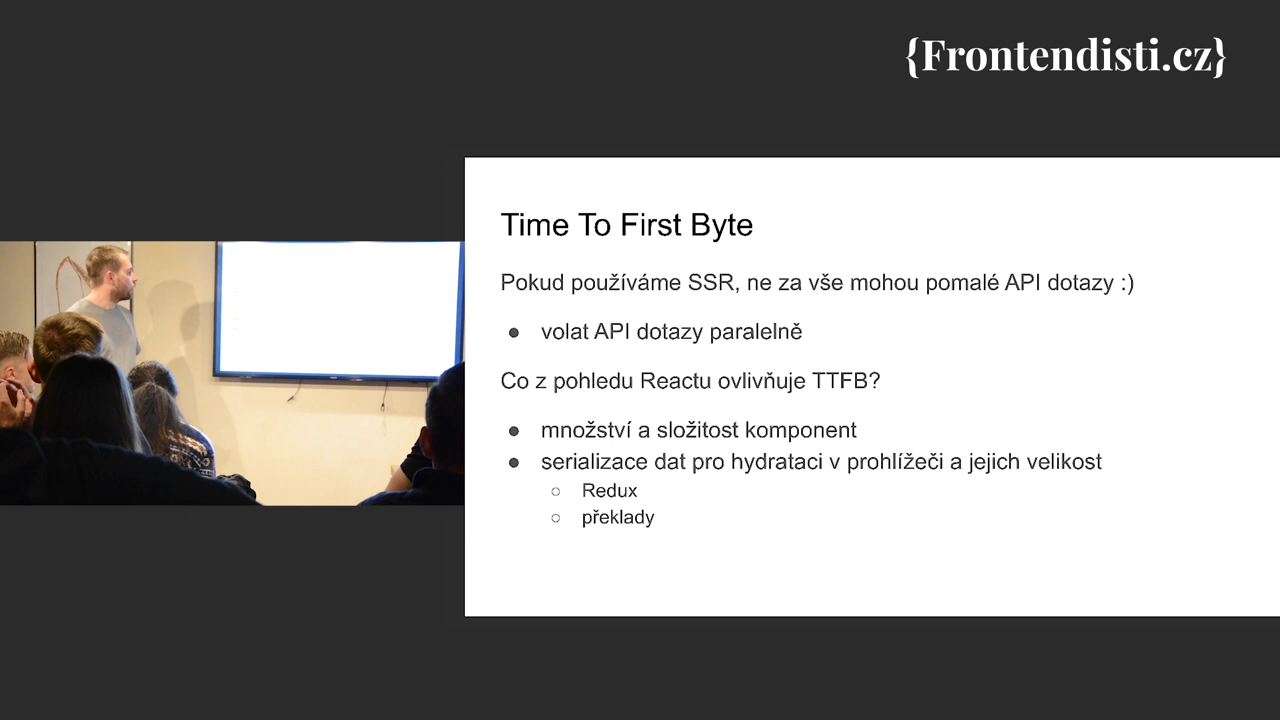 {Frontendisti.cz}
Time To First Byte
Pokud používáme SSR, ne za vše mohou pomalé API dotazy :)
● volat API dotazy paralelně
Co z pohledu Reactu ovlivňuje TTFB?
● množství a složitost komponent
● serializace dat pro hydrataci v prohlížeči a jejich velikost
○ Redux
○ překlady